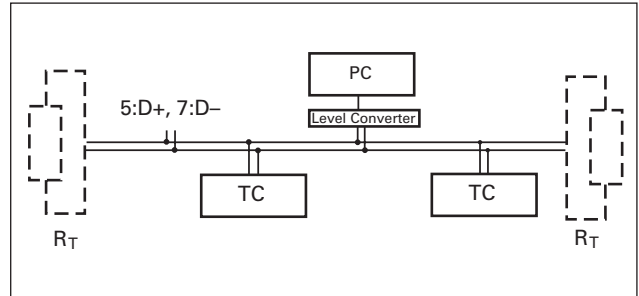 PC
5:D+, 7:D–
Level Converter
TC
TC
RT
RT